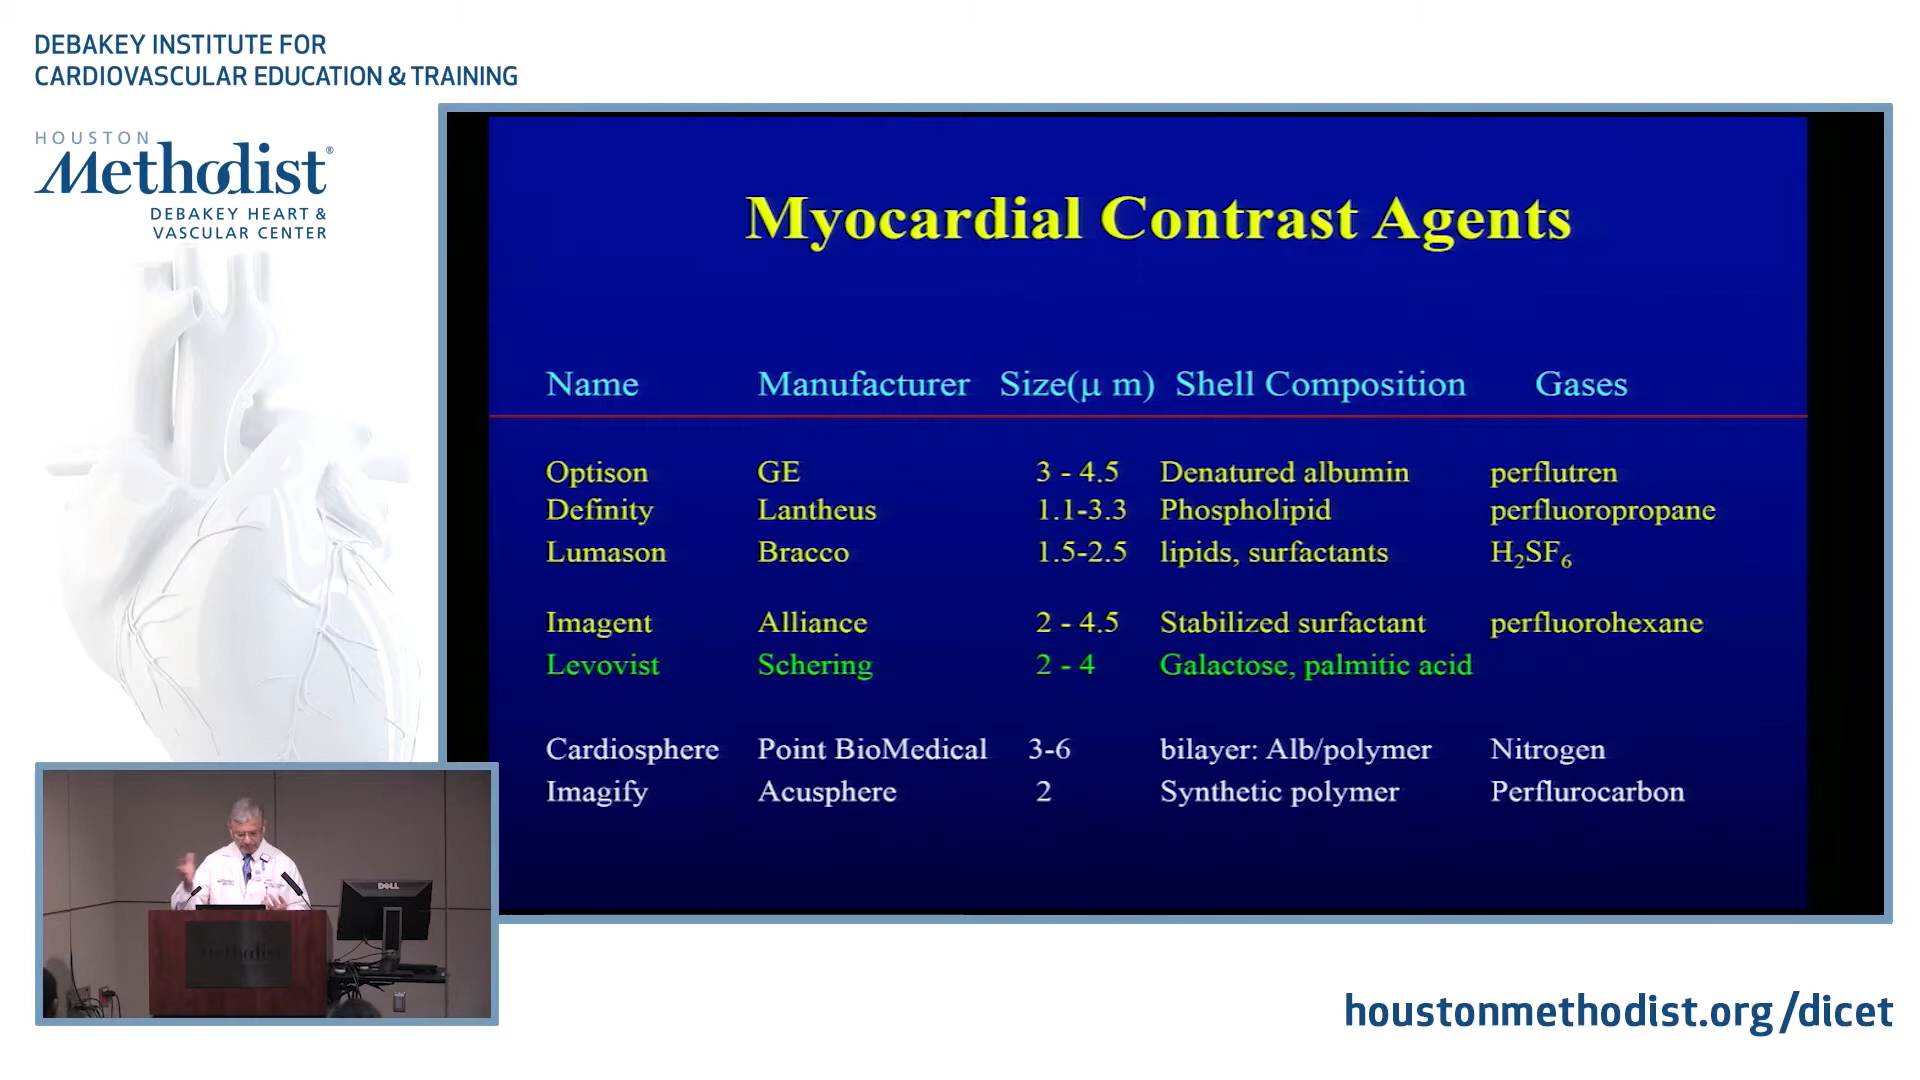 DEBAKEY INSTITUTE FOR
CARDIOVASCULAR EDUCATION & TRAINING
HOUSTON
Methodist®
DEBAKEY HEART &
VASCULAR CENTER
Myocardial Contrast Agents
Name Manufacturer Size(µ m) Shell Composition Gases
Optison GE 3 - 4.5 Denatured albumin perflutren
Definity Lantheus 1.1-3.3 Phospholipid perfluoropropane
Lumason Bracco 1.5-2.5 lipids, surfactants H₂SF₆
Imagent Alliance 2 - 4.5 Stabilized surfactant perfluorohexane
Levovist Schering 2 - 4 Galactose, palmitic acid
Cardiosphere Point BioMedical 3-6 bilayer: Alb/polymer Nitrogen
Imagify Acusphere 2 Synthetic polymer Perflurocarbon
DELL
Methodist
houstonmethodist.org/dicet